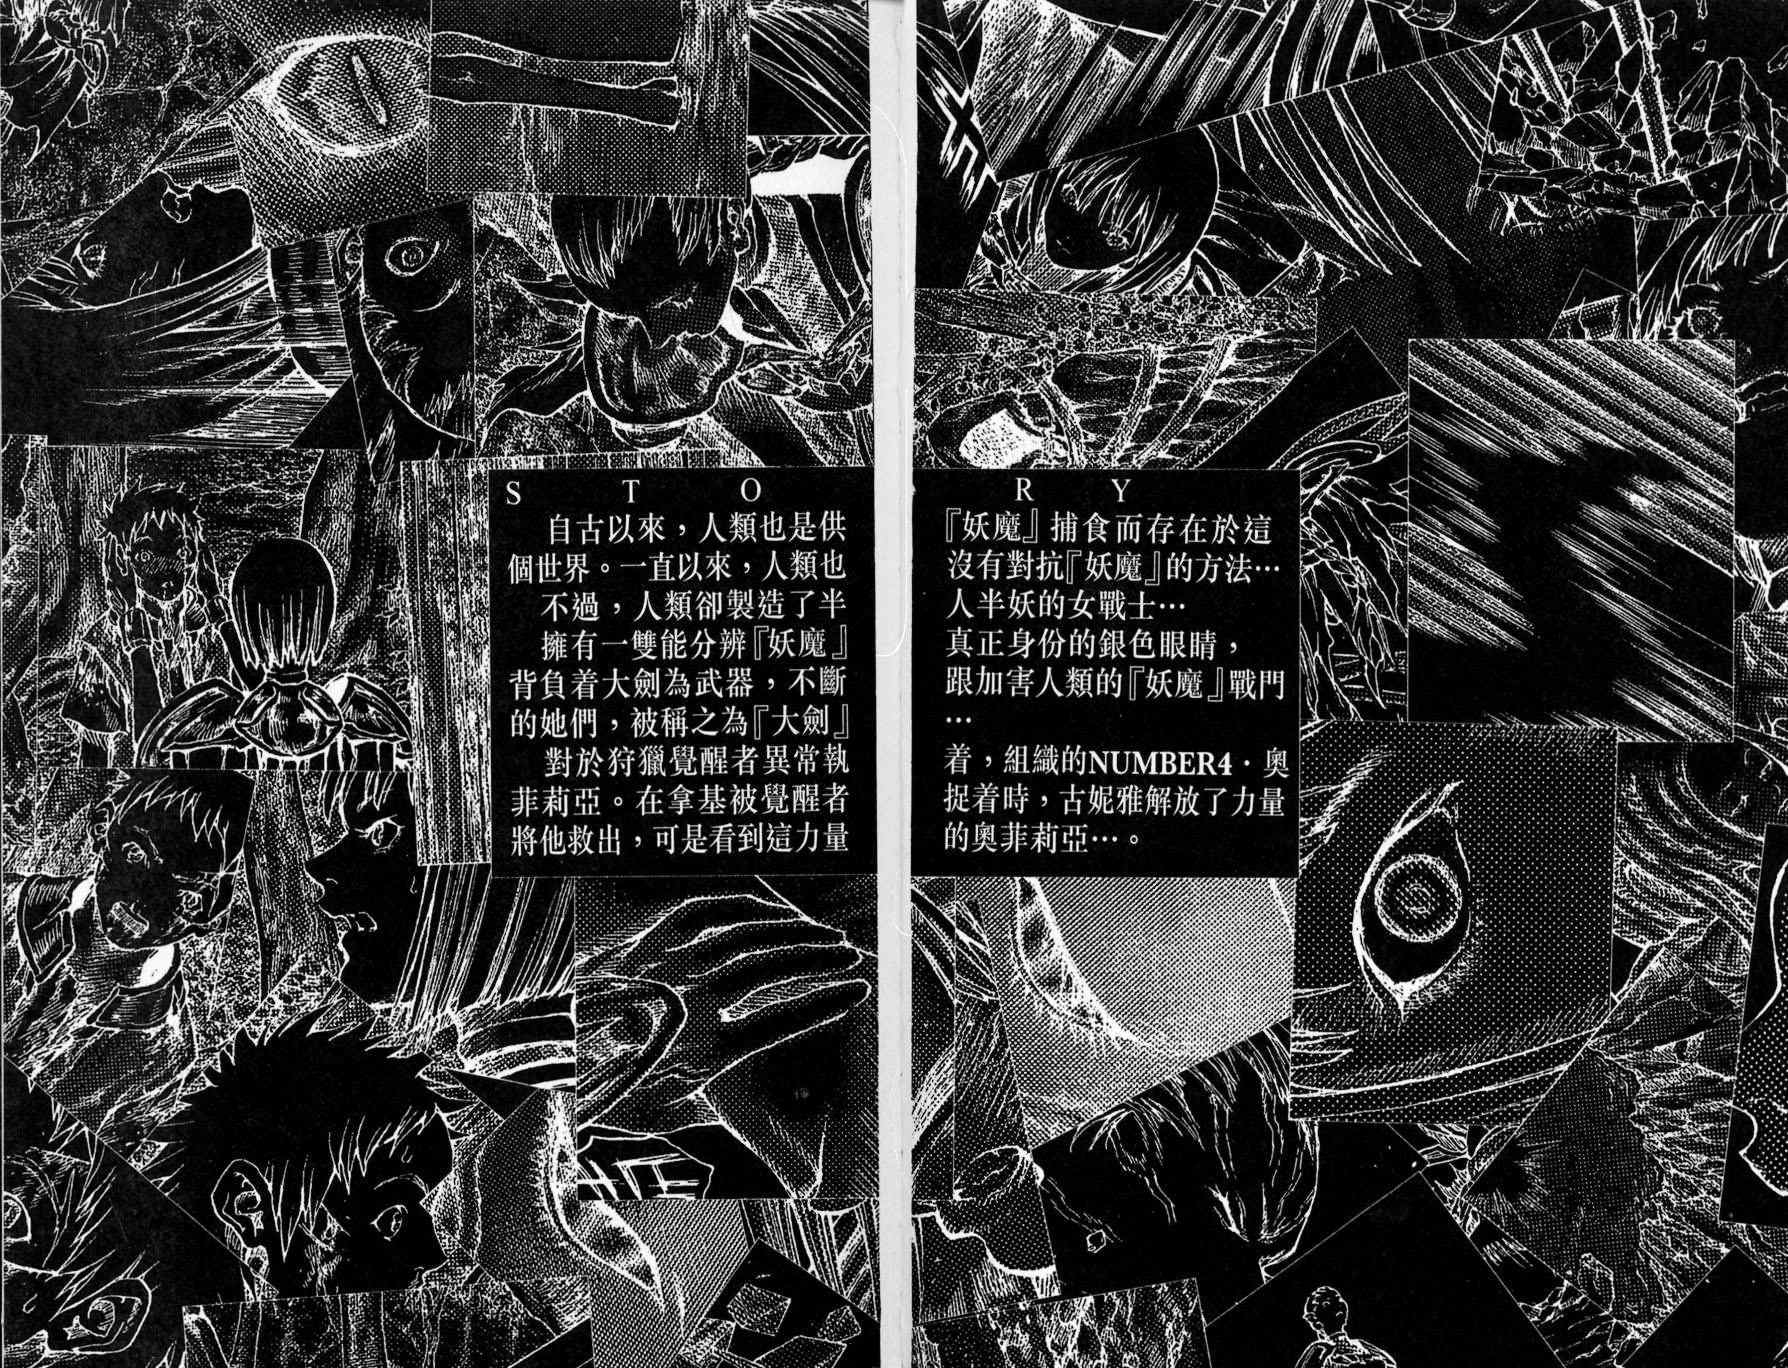 STORY
自古以來，人類也是供『妖魔』捕食而存在於這
個世界。一直以來，人類也沒有對抗『妖魔』的方法…
不過，人類卻製造了半人半妖的女戰士…
擁有一雙能分辨『妖魔』真正身份的銀色眼睛，
背負着大劍為武器，不斷跟加害人類的『妖魔』戰鬥
的她們，被稱之為『大劍』…
對於狩獵覺醒者異常執着，組織的NUMBER4．奧
菲莉亞。在拿基被覺醒者捉着時，古妮雅解放了力量
將他救出，可是看到這力量的奧菲莉亞…。